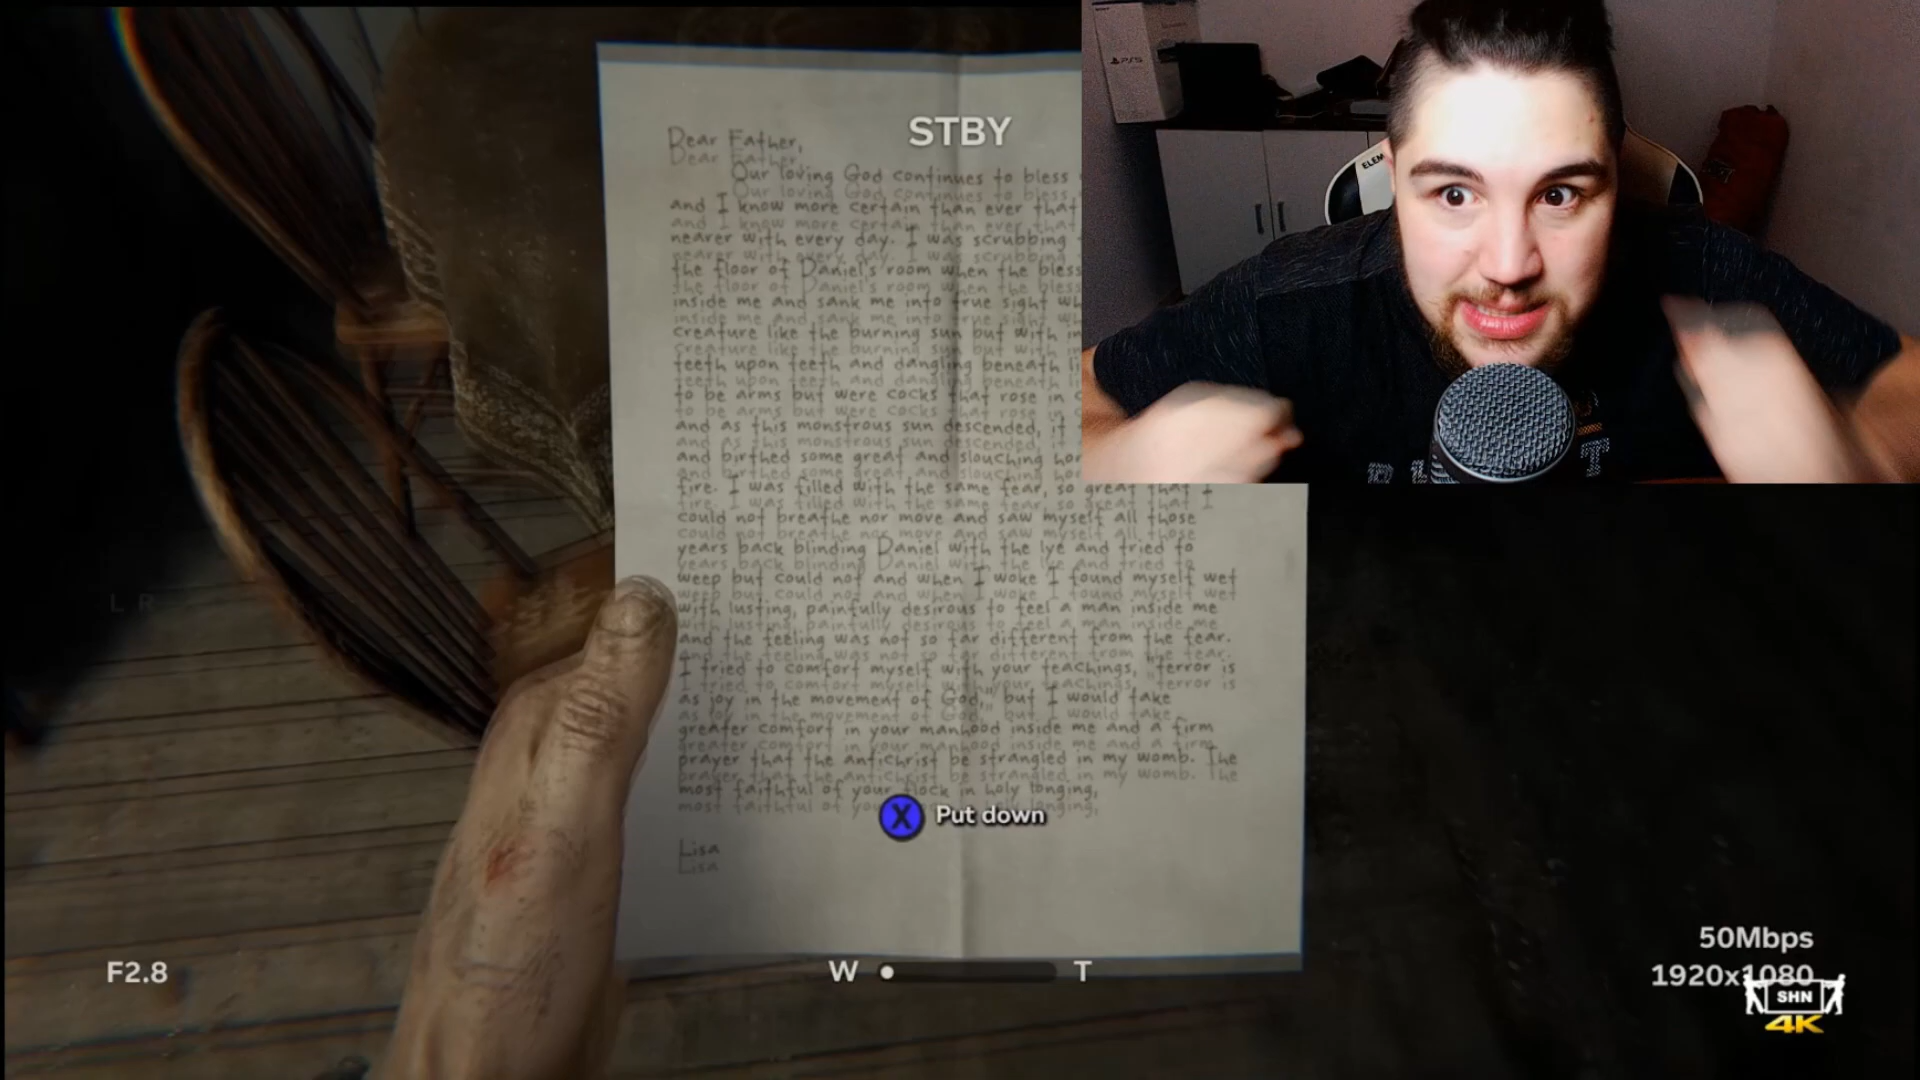 STBY
PS5
ELEM
Dear Father,
Our loving God continues to bless
and I know more certain than ever that
nearer with every day. I was scrubbing
the floor of Daniel's room when the bless
inside me and sank me into true sight wh
creature like the burning sun but with in
teeth upon teeth and dangling beneath li
to be arms but were cocks that rose in c
and as this monstrous sun descended, it
and birthed some great and slouching hor
fire. I was filled with the same fear, so great that I
could not breathe nor move and saw myself all those
years back blinding Daniel with the lye and tried to
weep but could not and when I woke I found myself wet
with lusting, painfully desirous to feel a man inside me
and the feeling was not so far different from the fear.
I tried to comfort myself with your teachings, "terror is
as joy in the movement of God," but I would take
greater comfort in your manhood inside me and a firm
prayer that the antichrist be strangled in my womb. The
most faithful of your flock in holy longing,
X Put down
Lisa
L R
F2.8
W T
50Mbps
1920x1080
SHN
4K